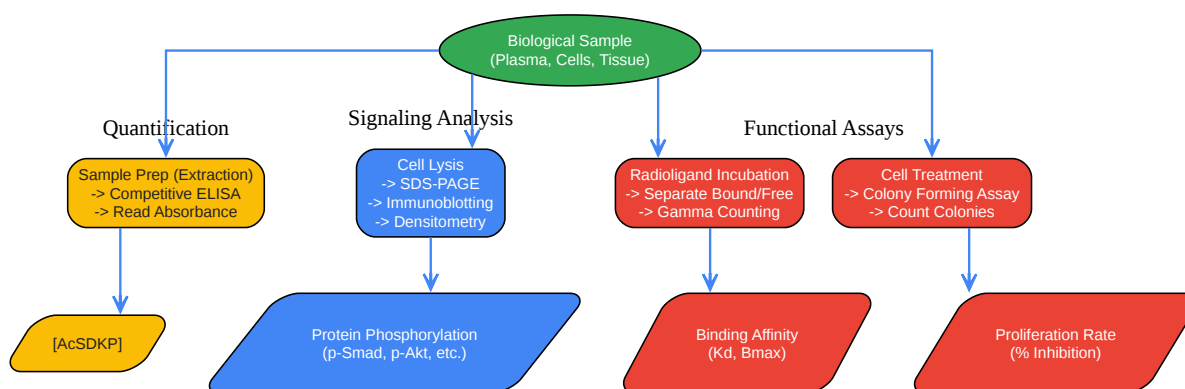 Biological Sample
(Plasma, Cells, Tissue)
Quantification
Signaling Analysis
Functional Assays
Sample Prep (Extraction)
-> Competitive ELISA
-> Read Absorbance
Cell Lysis
-> SDS-PAGE
-> Immunoblotting
-> Densitometry
Radioligand Incubation
-> Separate Bound/Free
-> Gamma Counting
Cell Treatment
-> Colony Forming Assay
-> Count Colonies
[AcSDKP]
Protein Phosphorylation
(p-Smad, p-Akt, etc.)
Binding Affinity
(Kd, Bmax)
Proliferation Rate
(% Inhibition)